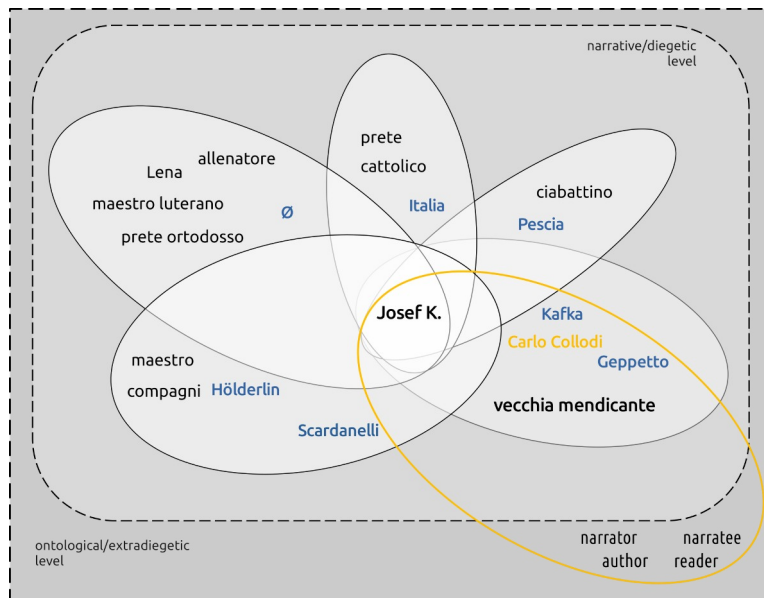 narrative/diegetic
level
prete
cattolico
Italia
allenatore
Lena
maestro luterano
Ø
prete ortodosso
ciabattino
Pescia
Josef K.
Kafka
Carlo Collodi
Geppetto
vecchia mendicante
maestro
compagni
Hölderlin
Scardanelli
ontological/extradiegetic
level
narrator narratee
author reader